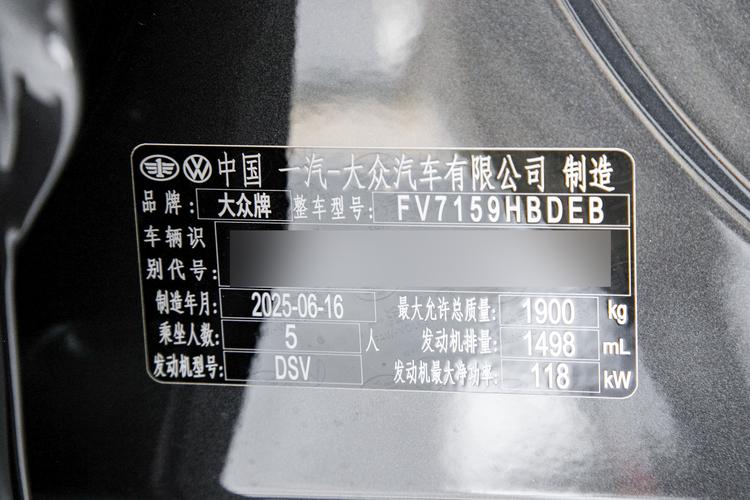 中国 一汽-大众汽车有限公司 制造
品牌: 大众牌 整车型号: FV7159HBDEB
车辆识
别代号:
制造年月: 2025-06-16 最大允许总质量: 1900 kg
乘坐人数: 5 人 发动机排量: 1498 mL
发动机型号: DSV 发动机最大净功率: 118 kW